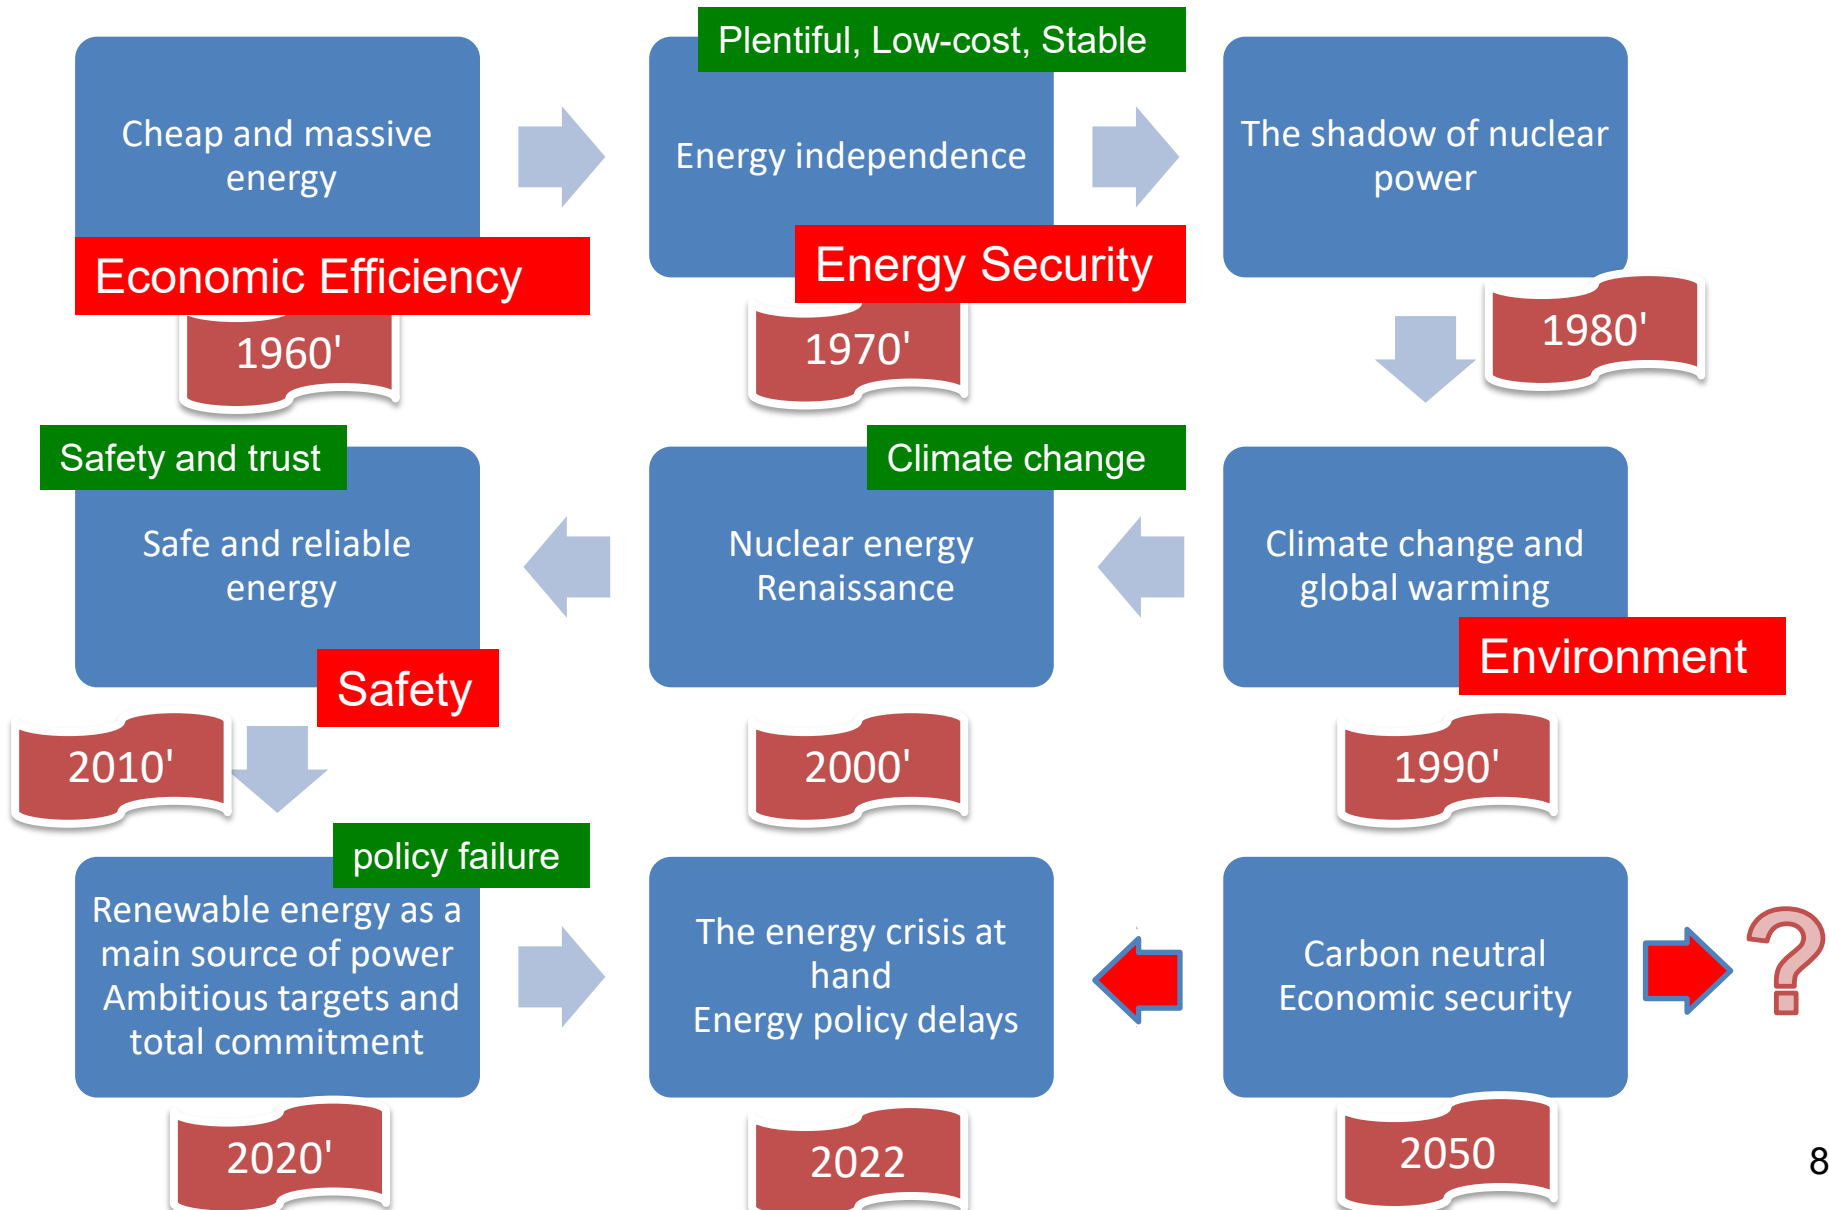 Plentiful, Low-cost, Stable
Cheap and massive
energy
Economic Efficiency
1960'
Energy independence
Energy Security
1970'
The shadow of nuclear
power
1980'
Climate change and
global warming
Environment
1990'
Climate change
Nuclear energy
Renaissance
2000'
Safety and trust
Safe and reliable
energy
Safety
2010'
policy failure
Renewable energy as a
main source of power
Ambitious targets and
total commitment
2020'
The energy crisis at
hand
Energy policy delays
2022
Carbon neutral
Economic security
2050
?
8